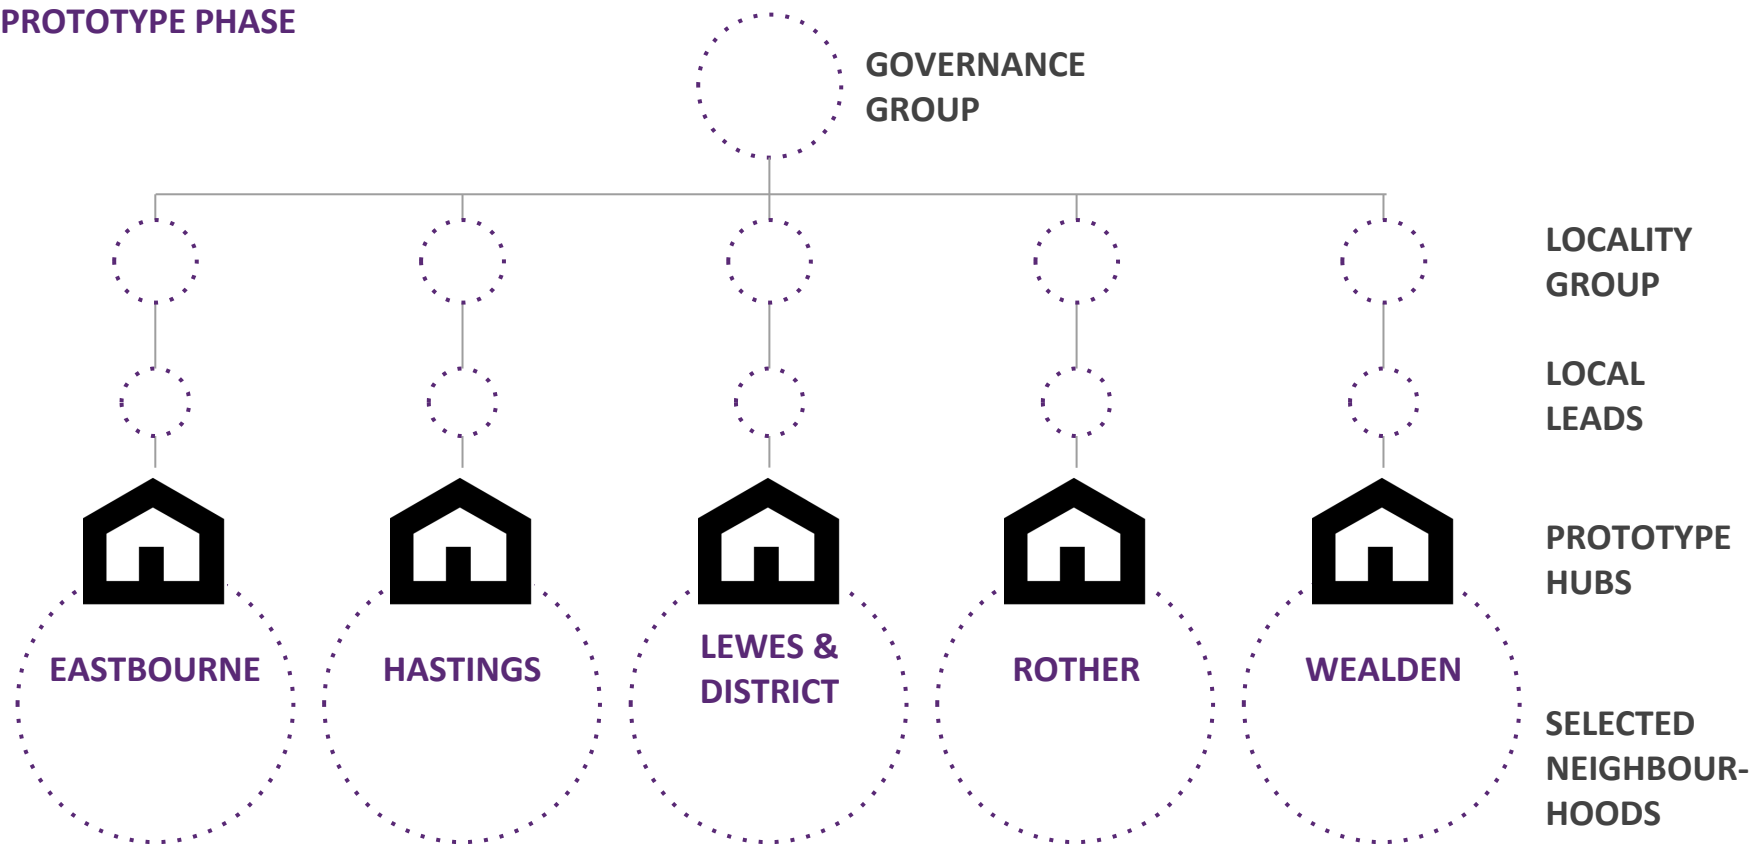 PROTOTYPE PHASE
GOVERNANCE
GROUP
LOCALITY
GROUP
LOCAL
LEADS
PROTOTYPE
HUBS
EASTBOURNE
HASTINGS
LEWES &
DISTRICT
ROTHER
WEALDEN
SELECTED
NEIGHBOUR-
HOODS